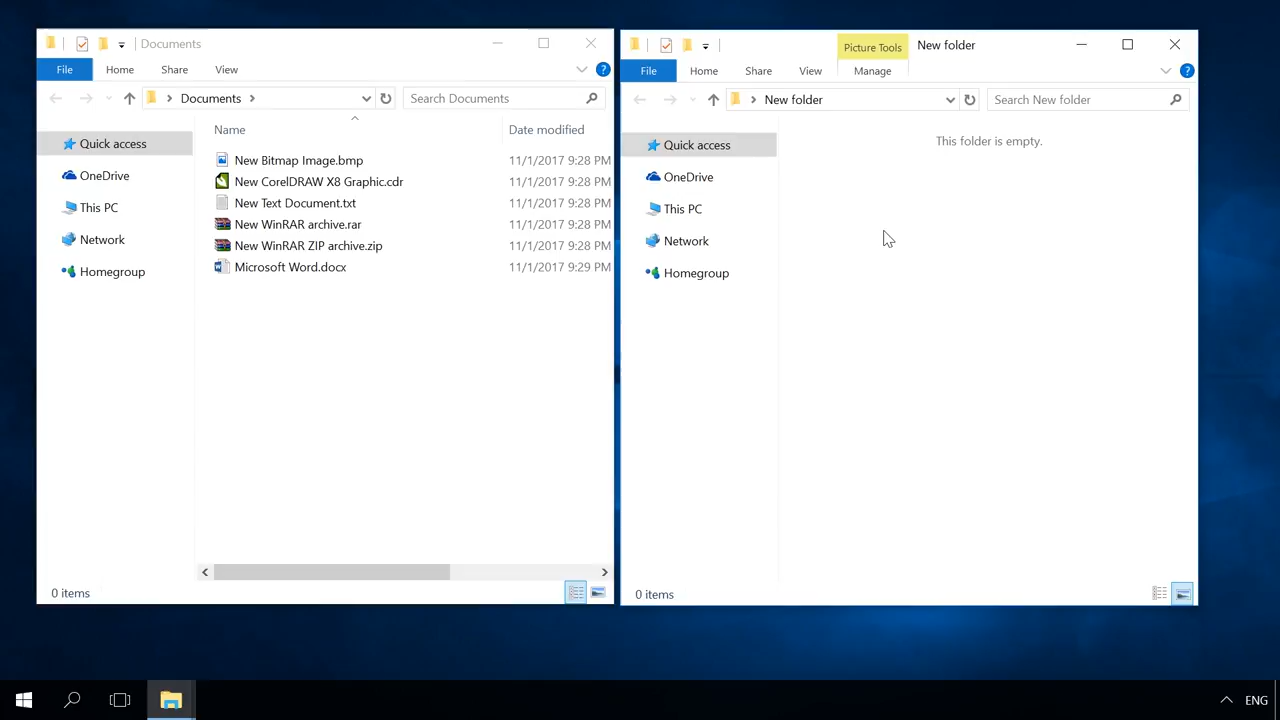 Documents
File Home Share View
Documents
Search Documents
Name Date modified
Quick access
OneDrive
This PC
Network
Homegroup
New Bitmap Image.bmp 11/1/2017 9:28 PM
New CorelDRAW X8 Graphic.cdr 11/1/2017 9:28 PM
New Text Document.txt 11/1/2017 9:28 PM
New WinRAR archive.rar 11/1/2017 9:28 PM
New WinRAR ZIP archive.zip 11/1/2017 9:28 PM
Microsoft Word.docx 11/1/2017 9:29 PM
0 items
Picture Tools New folder
File Home Share View Manage
New folder
Search New folder
Quick access
OneDrive
This PC
Network
Homegroup
This folder is empty.
0 items
ENG